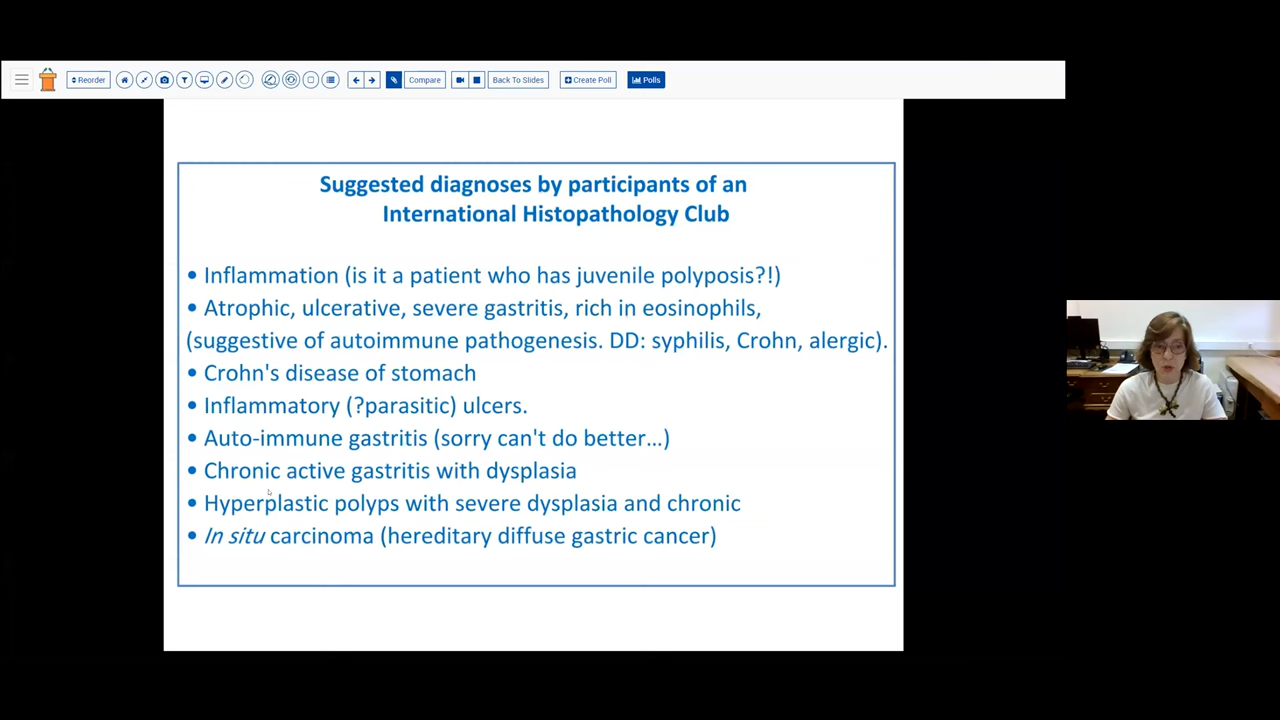 Reorder
Compare
Back To Slides
Create Poll
Polls
Suggested diagnoses by participants of an
International Histopathology Club
• Inflammation (is it a patient who has juvenile polyposis?!)
• Atrophic, ulcerative, severe gastritis, rich in eosinophils,
(suggestive of autoimmune pathogenesis. DD: syphilis, Crohn, alergic).
• Crohn's disease of stomach
• Inflammatory (?parasitic) ulcers.
• Auto-immune gastritis (sorry can't do better…)
• Chronic active gastritis with dysplasia
• Hyperplastic polyps with severe dysplasia and chronic
• In situ carcinoma (hereditary diffuse gastric cancer)